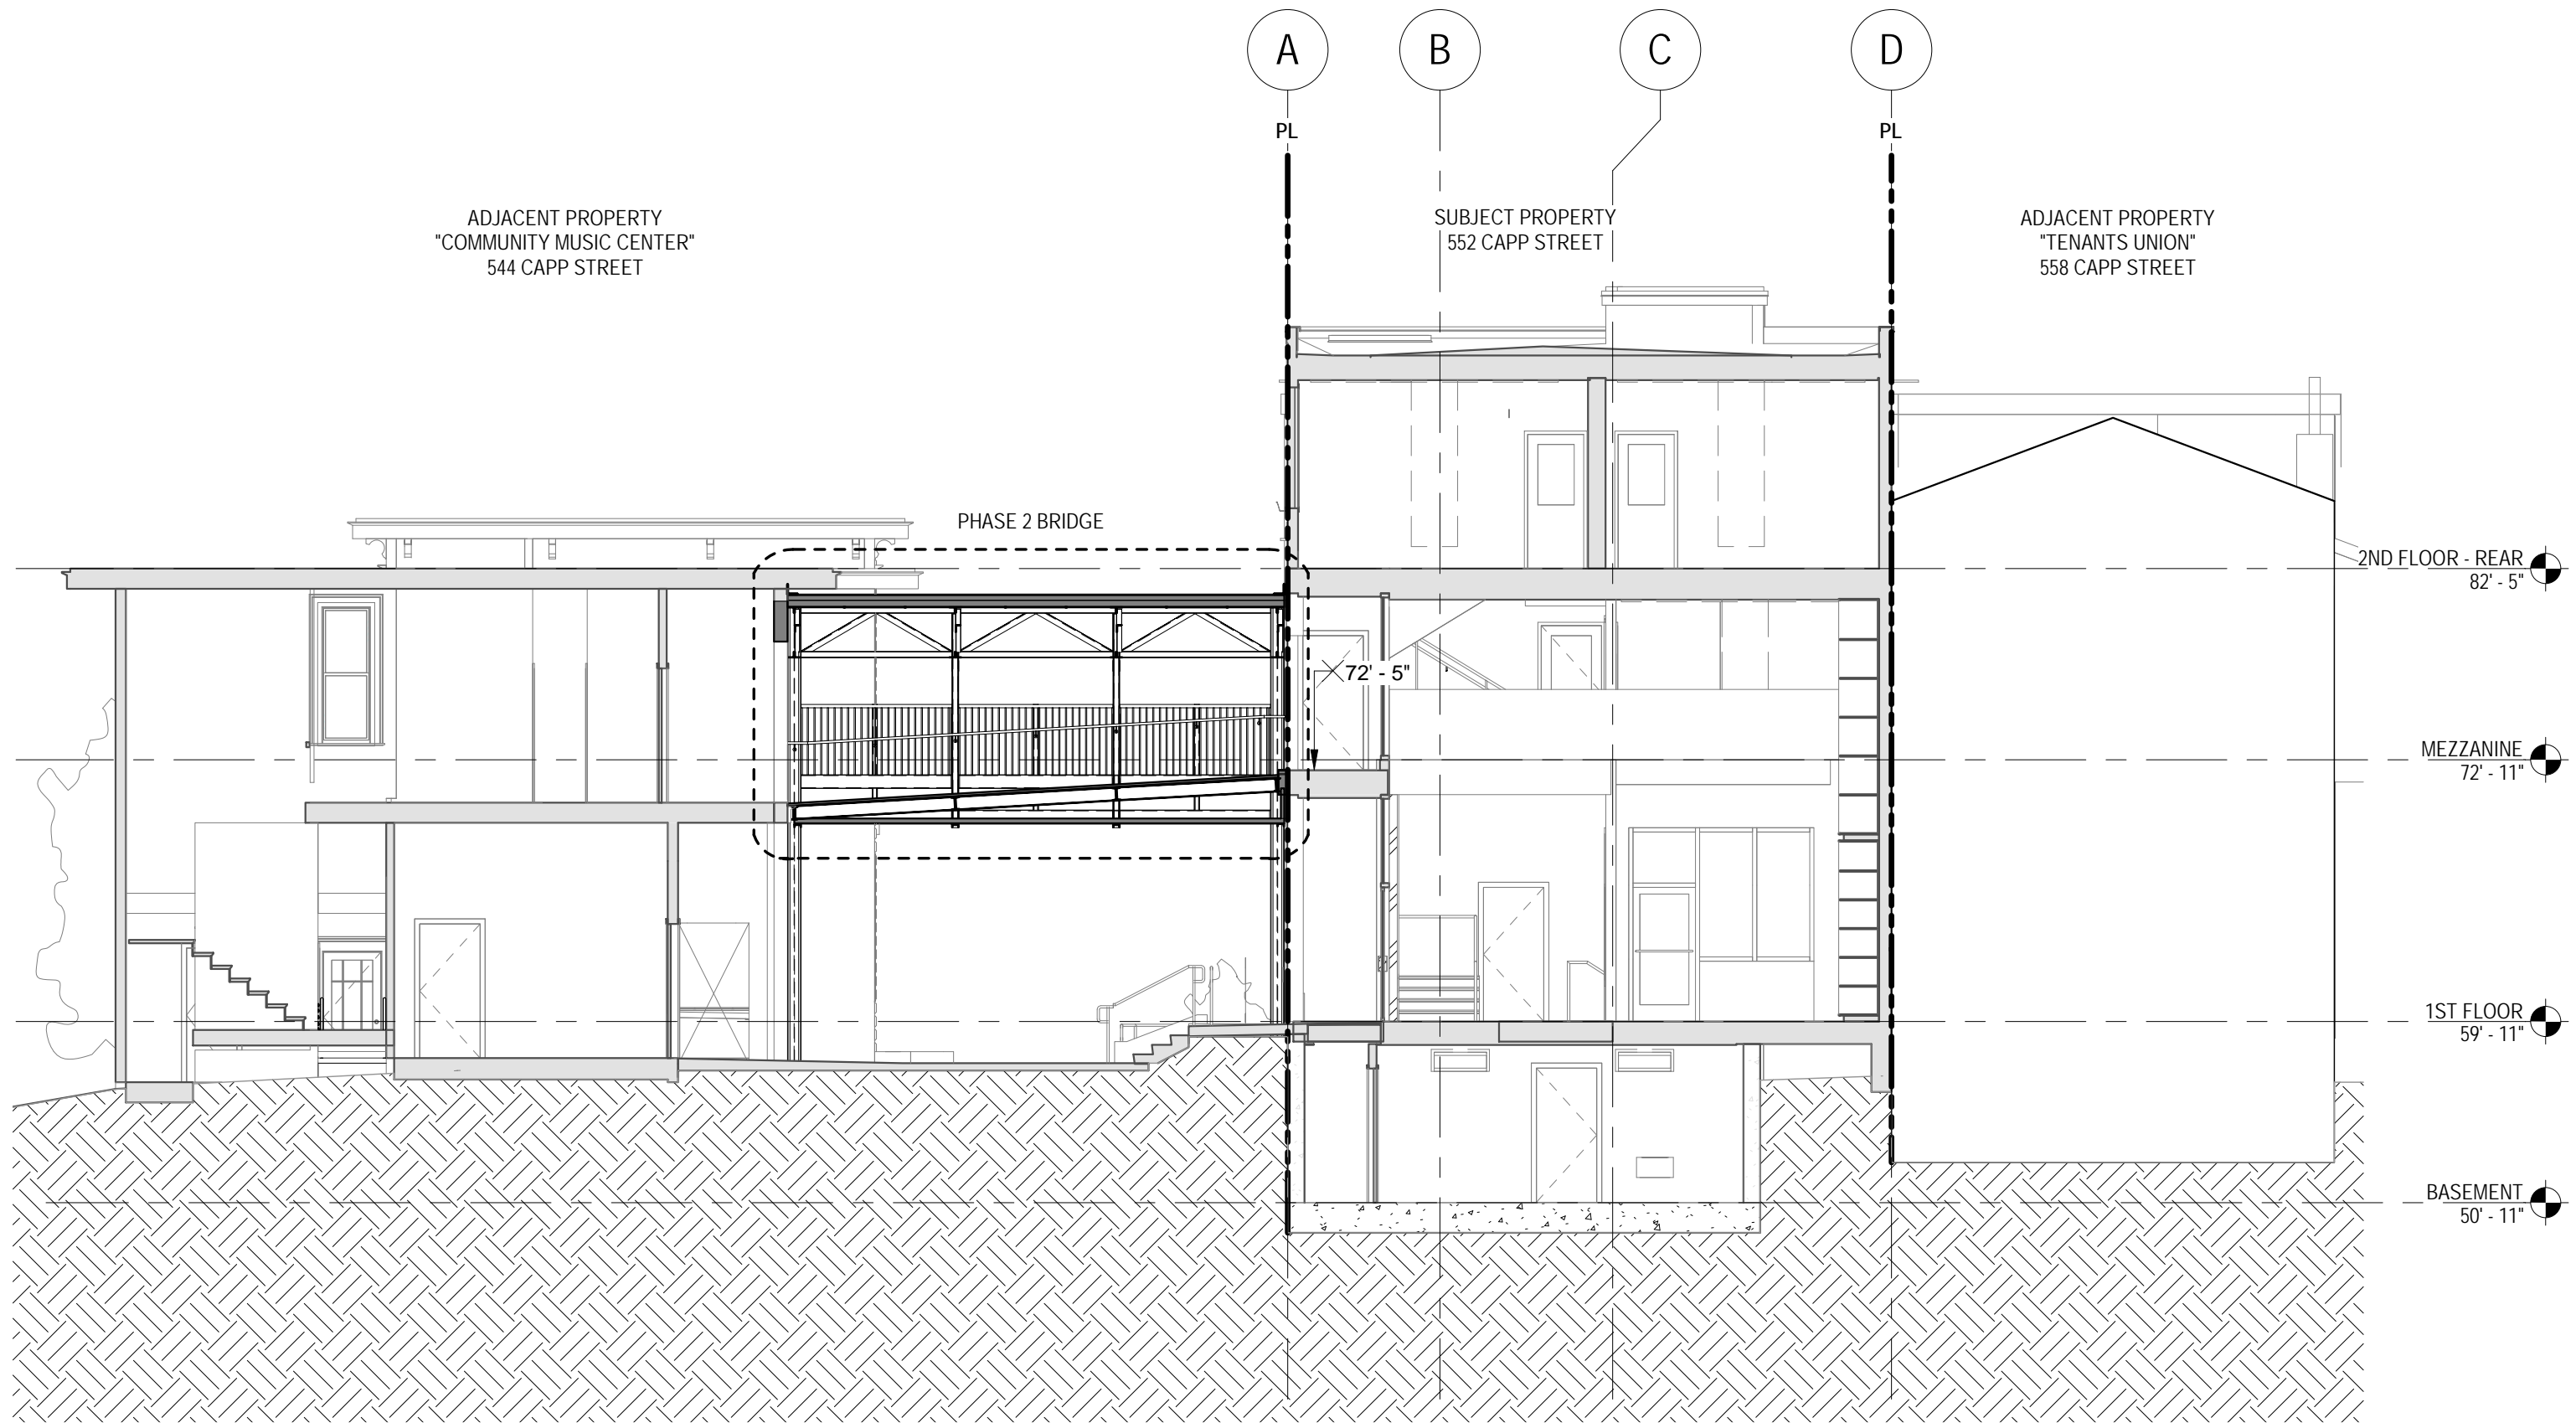 A
B
C
D
PL
PL
ADJACENT PROPERTY
"COMMUNITY MUSIC CENTER"
544 CAPP STREET
SUBJECT PROPERTY
552 CAPP STREET
ADJACENT PROPERTY
"TENANTS UNION"
558 CAPP STREET
PHASE 2 BRIDGE
2ND FLOOR - REAR
82' - 5"
72' - 5"
MEZZANINE
72' - 11"
1ST FLOOR
59' - 11"
BASEMENT
50' - 11"